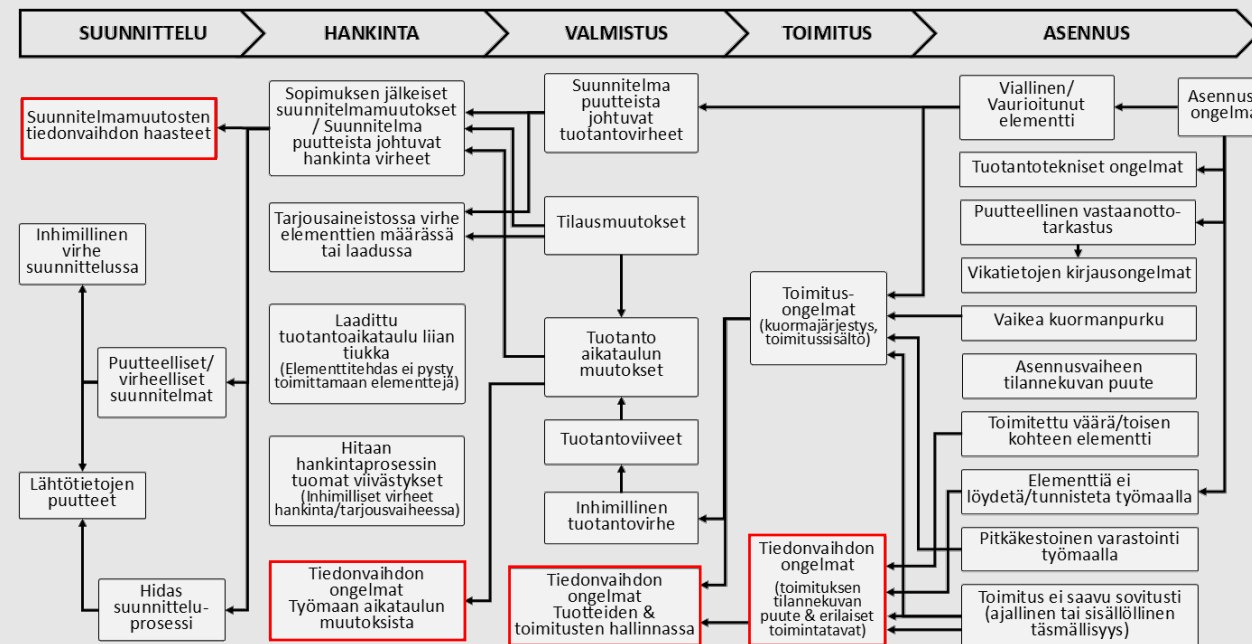 SUUNNITTELU
HANKINTA
VALMISTUS
TOIMITUS
ASENNUS
Suunnitelmamuutosten
tiedonvaihdon haasteet
Inhimillinen
virhe
suunnittelussa
Puutteelliset/
virheelliset
suunnitelmat
Lähtötietojen
puutteet
Hidas
suunnittelu-
prosessi
Sopimuksen jälkeiset
suunnitelmamuutokset
/ Suunnitelma
puutteista johtuvat
hankinta virheet
Tarjousaineistossa virhe
elementtien määrässä
tai laadussa
Laadittu
tuotantoaikataulu liian
tiukka
(Elementtitehdas ei pysty
toimittamaan elementtejä)
Hitaan
hankintaprosessin
tuomat viivästykset
(Inhimilliset virheet
hankinta/tarjousvaiheessa)
Tiedonvaihdon
ongelmat
Työmaan aikataulun
muutoksista
Suunnitelma
puutteista
johtuvat
tuotantovirheet
Tilausmuutokset
Tuotanto
aikataulun
muutokset
Tuotantoviiveet
Inhimillinen
tuotantovirhe
Tiedonvaihdon
ongelmat
Tuotteiden &
toimitusten hallinnassa
Toimitus-
ongelmat
(kuormajärjestys,
toimitussisältö)
Tiedonvaihdon
ongelmat
(toimituksen
tilannekuvan
puute & erilaiset
toimintatavat)
Viallinen/
Vaurioitunut
elementti
Asennus
ongelma
Tuotantotekniset ongelmat
Puutteellinen vastaanotto-
tarkastus
Vikatietojen kirjausongelmat
Vaikea kuormanpurku
Asennusvaiheen
tilannekuvan puute
Toimitettu väärä/toisen
kohteen elementti
Elementtiä ei
löydetä/tunnisteta työmaalla
Pitkäkestoinen varastointi
työmaalla
Toimitus ei saavu sovitusti
(ajallinen tai sisällöllinen
täsmällisyys)